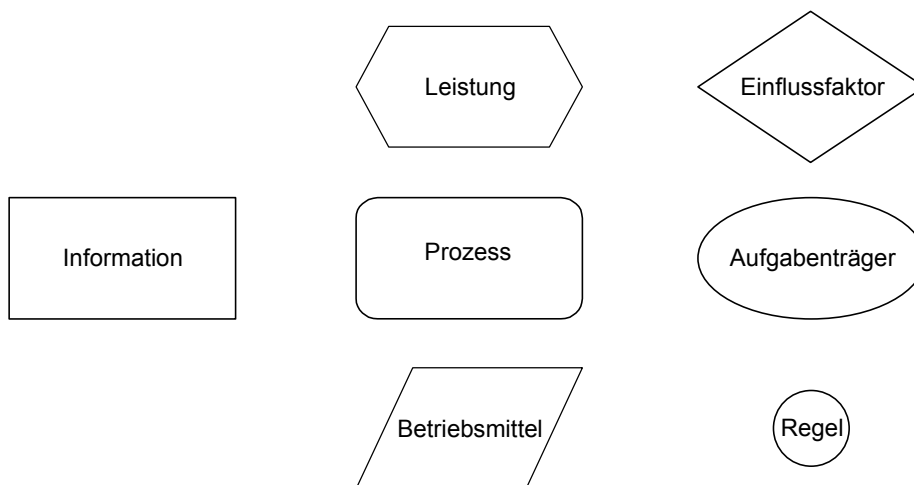 Leistung
Einflussfaktor
Information
Prozess
Aufgabenträger
Betriebsmittel
Regel